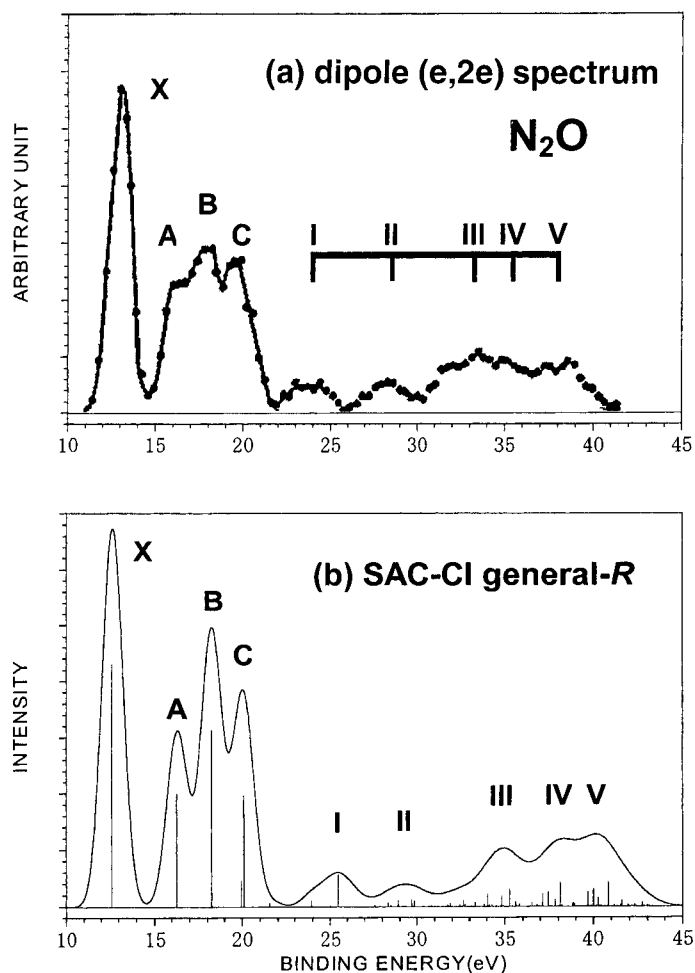 (a) dipole (e,2e) spectrum
N₂O
X
A B C
I II III IV V
ARBITRARY UNIT
10 15 20 25 30 35 40 45
(b) SAC-CI general-R
X
A B C
I II III IV V
INTENSITY
10 15 20 25 30 35 40 45
BINDING ENERGY(eV)